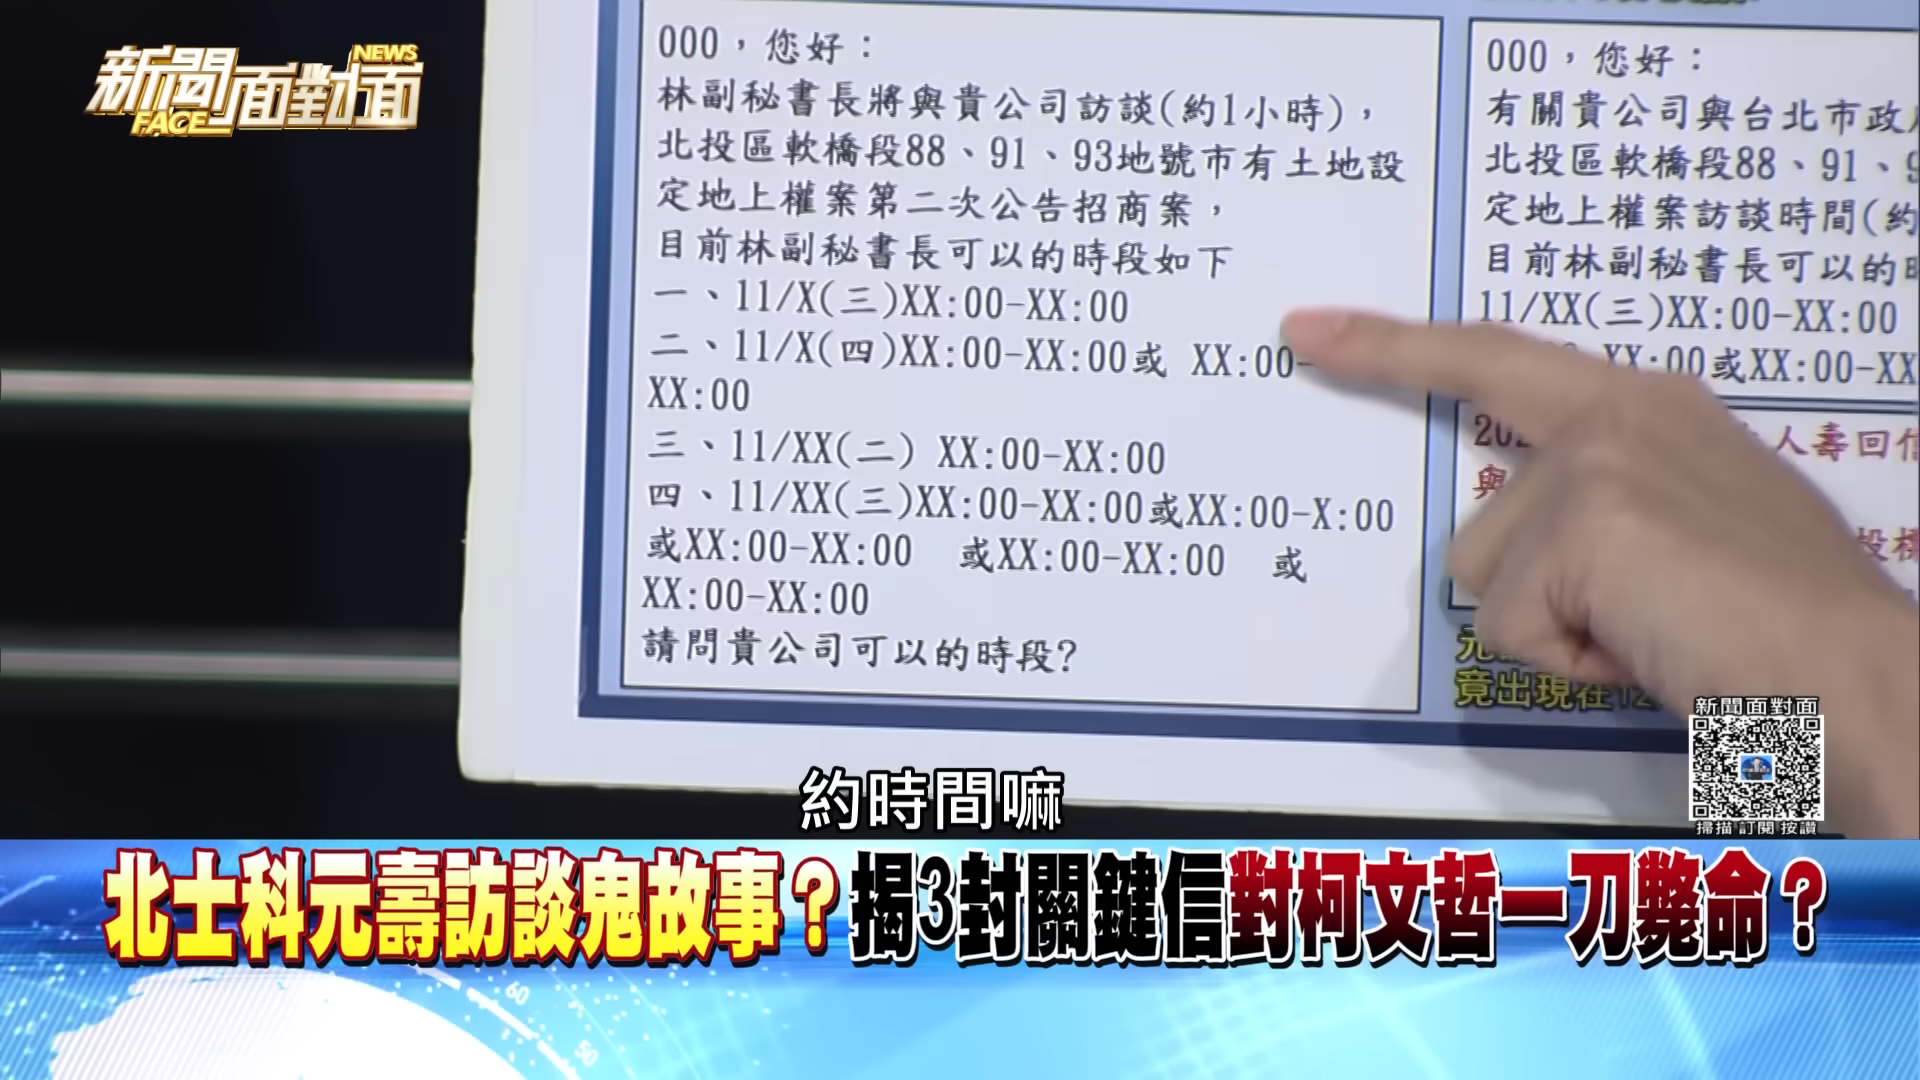 新聞面對面
NEWS
FACE
000，您好：
林副秘書長將與貴公司訪談(約1小時)，
北投區軟橋段88、91、93地號市有土地設
定地上權案第二次公告招商案，
目前林副秘書長可以的時段如下
一、11/X(三)XX:00-XX:00
二、11/X(四)XX:00-XX:00或 XX:00-
XX:00
三、11/XX(二) XX:00-XX:00
四、11/XX(三)XX:00-XX:00或XX:00-X:00
或XX:00-XX:00 或XX:00-XX:00 或
XX:00-XX:00
請問貴公司可以的時段?
000，您好：
有關貴公司與台北市政
北投區軟橋段88、91、
定地上權案訪談時間(約
目前林副秘書長可以的
11/XX(三)XX:00-XX:00
XX:00或XX:00-XX
人壽回信
與
投標
元
竟出現在12
新聞面對面
掃描 訂閱 按讚
約時間嘛
北士科元壽訪談鬼故事？揭3封關鍵信對柯文哲一刀斃命？
60
50